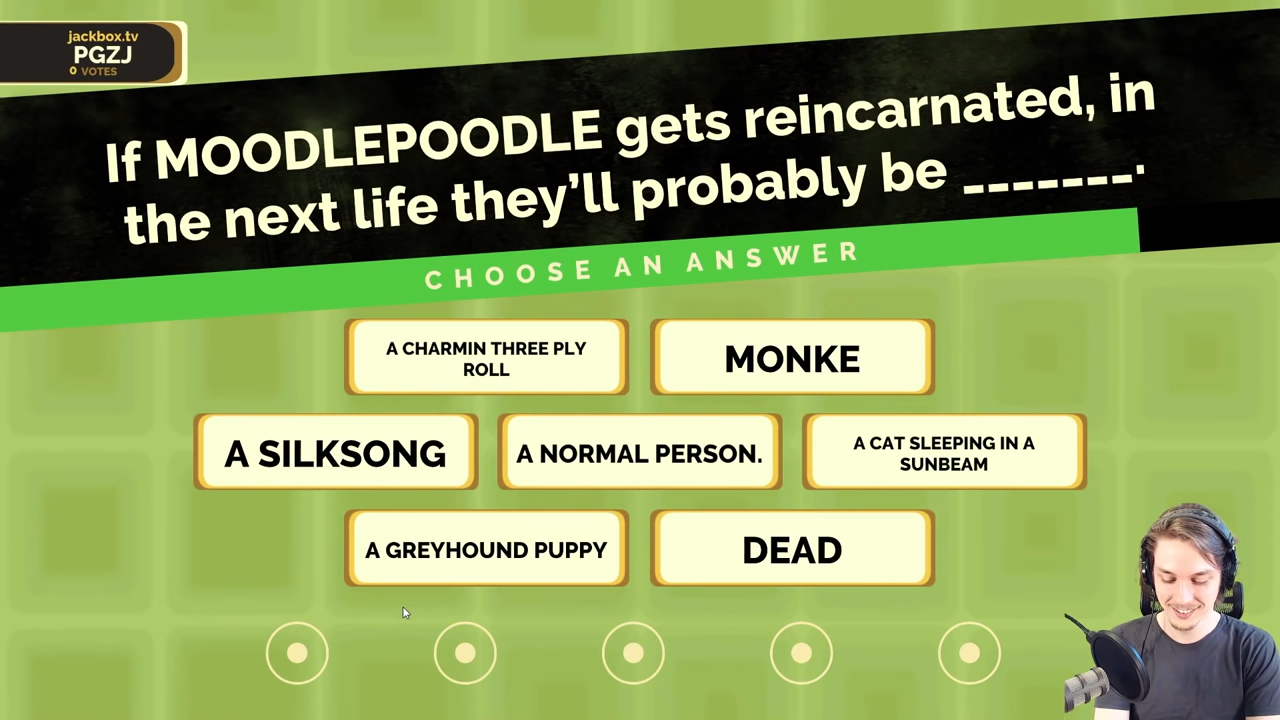 jackbox.tv
PGZJ
0 VOTES
If MOODLEPOODLE gets reincarnated, in
the next life they’ll probably be _______.
CHOOSE AN ANSWER
A CHARMIN THREE PLY
ROLL
MONKE
A SILKSONG
A NORMAL PERSON.
A CAT SLEEPING IN A
SUNBEAM
A GREYHOUND PUPPY
DEAD